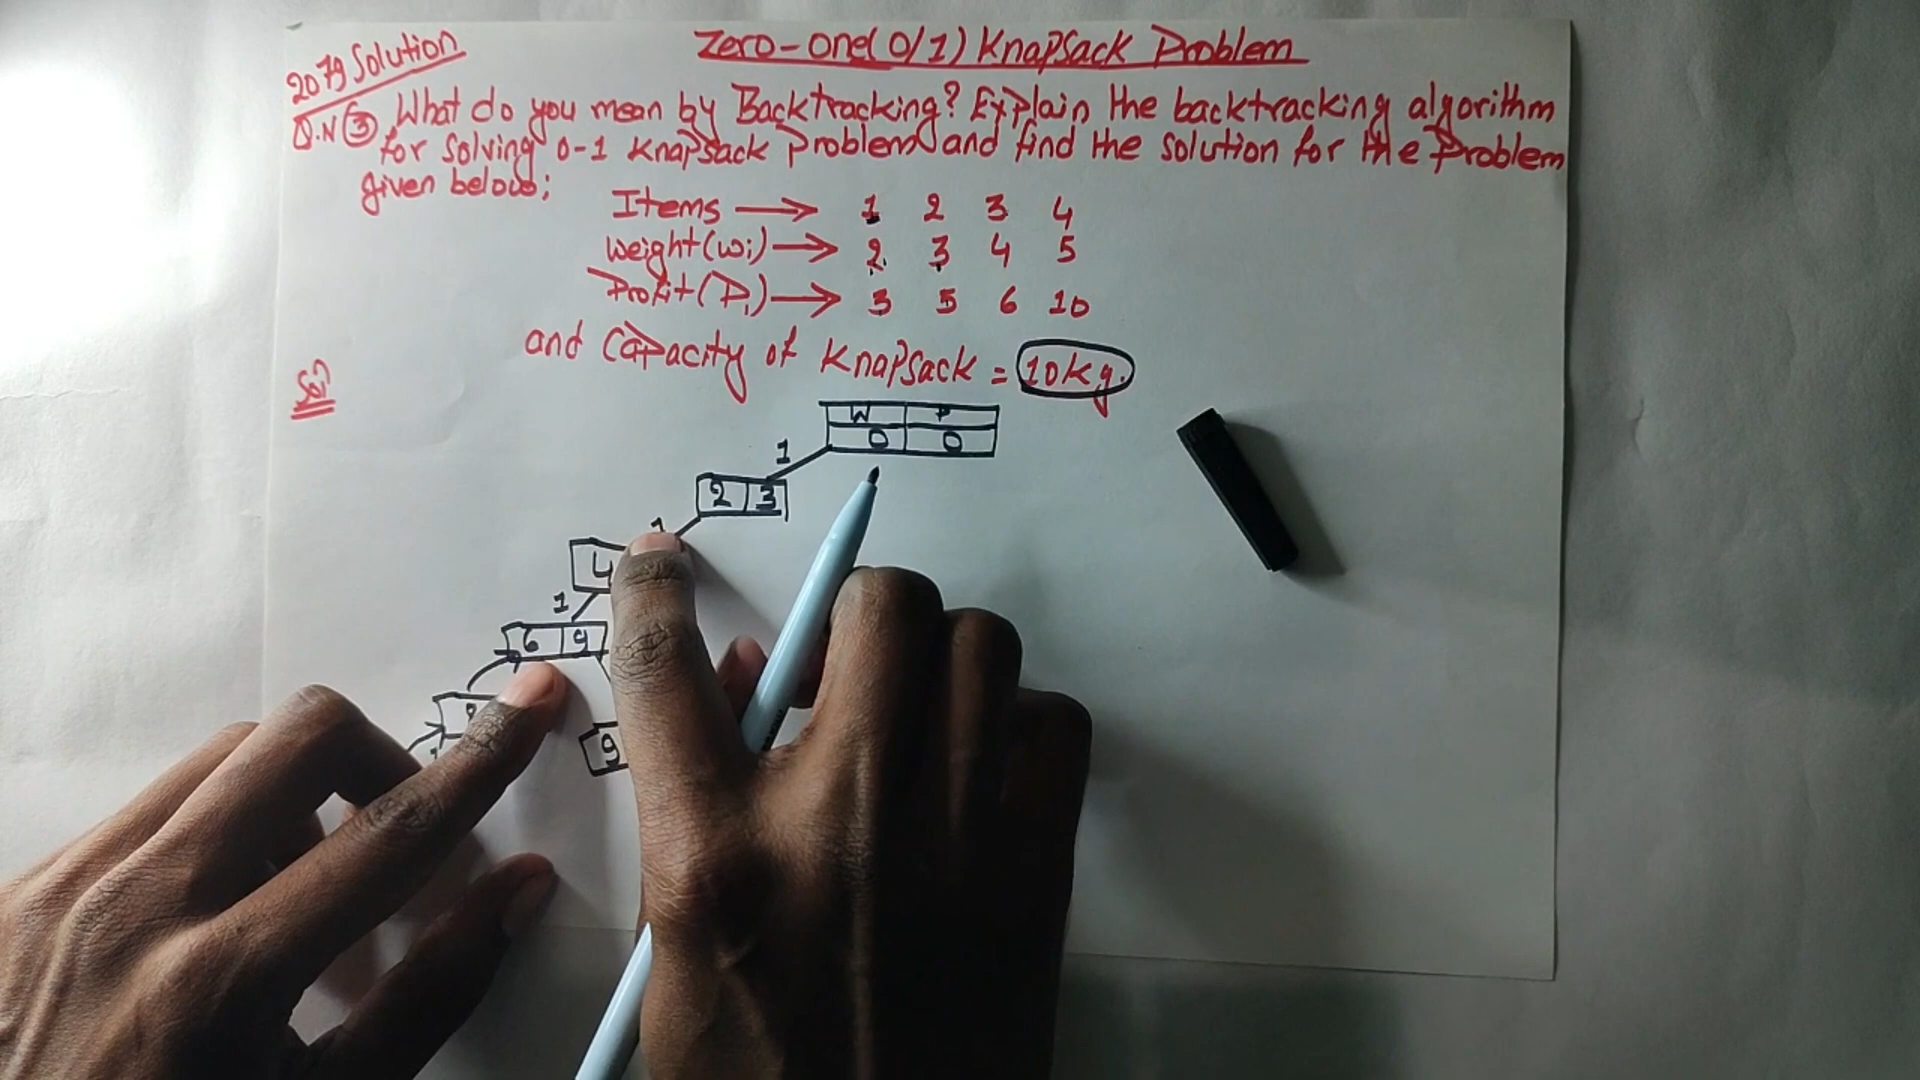 Zero-one(0/1) Knapsack Problem
2079 Solution
Q.N 3 What do you mean by Backtracking? Explain the backtracking algorithm
for solving 0-1 Knapsack Problem and find the solution for the Problem
given below;
Items → 1 2 3 4
Weight(wi) → 2 3 4 5
Profit(Pi) → 3 5 6 10
and Capacity of Knapsack = 10Kg.
W P
0 0
1
2 3
1
4
1
6 9
9